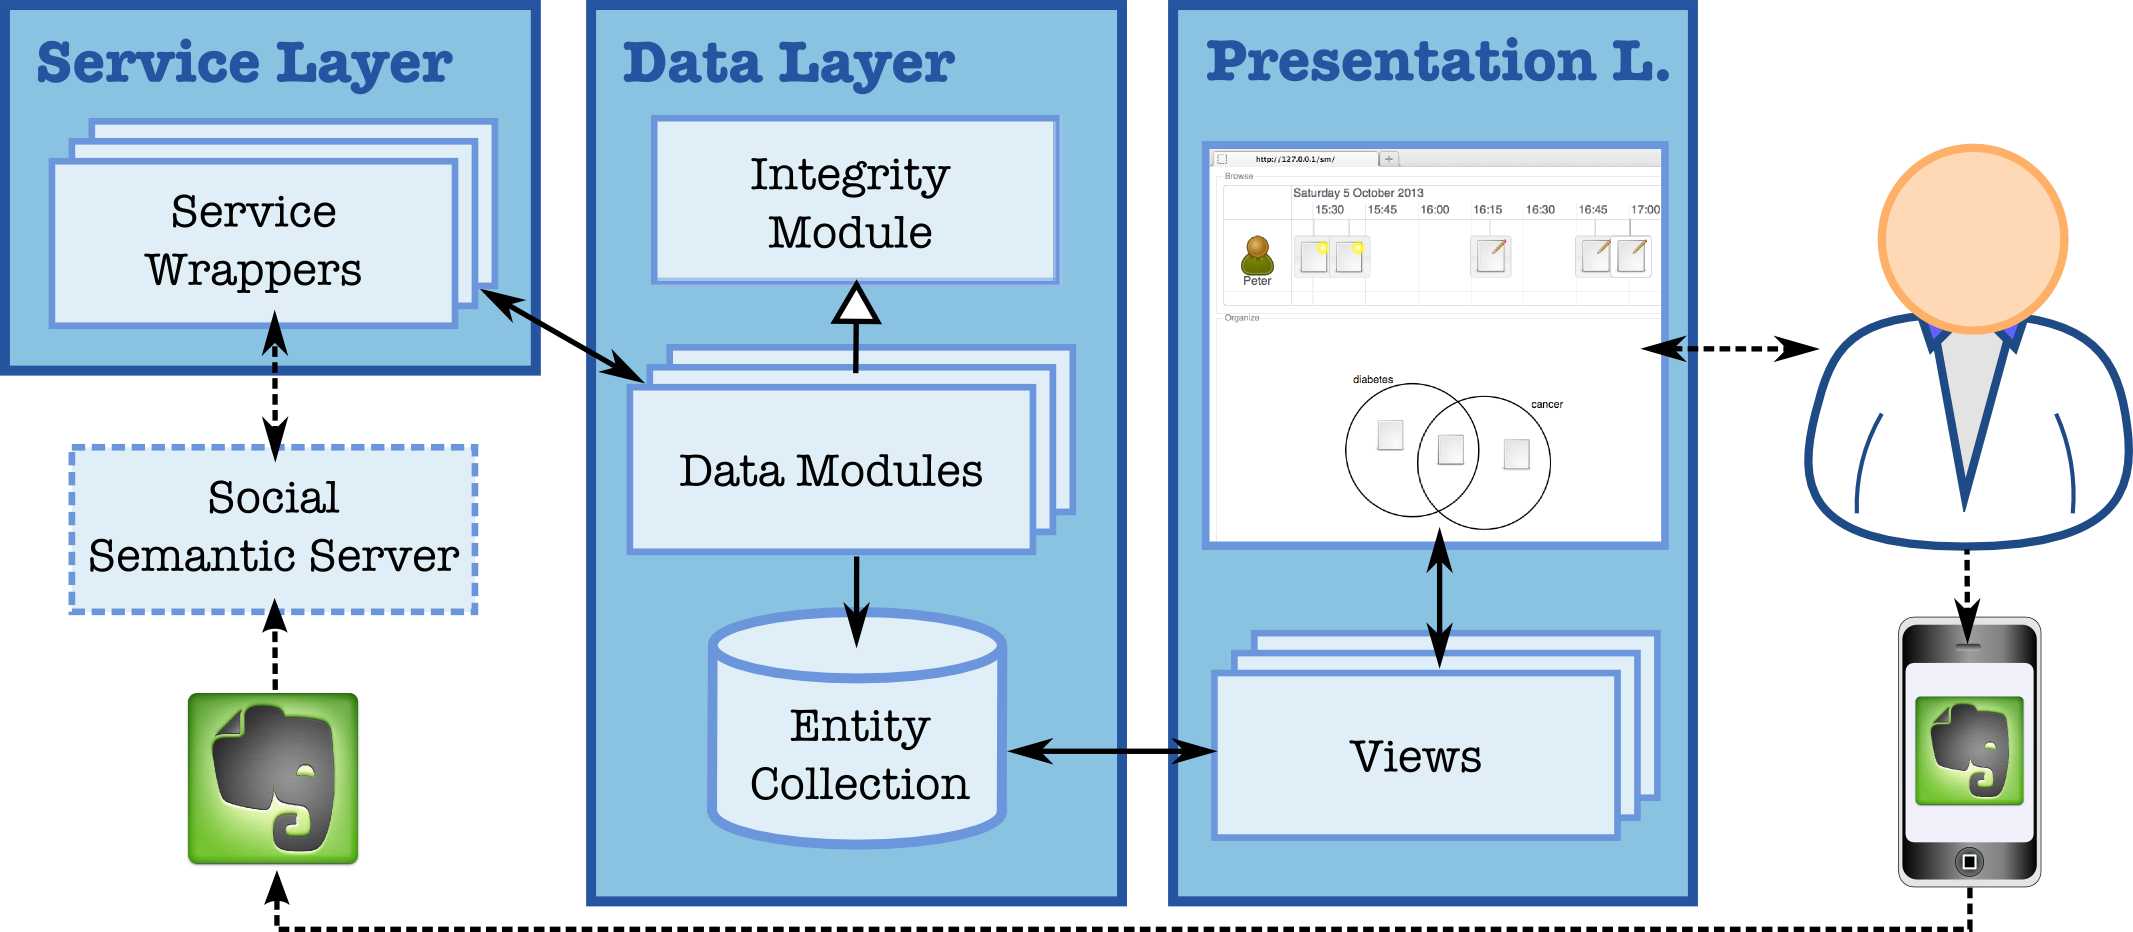 Service Layer
Service
Wrappers
Social
Semantic Server
Data Layer
Integrity
Module
Data Modules
Entity
Collection
Presentation L.
http://127.0.0.1/sm/
Browse
Saturday 5 October 2013
15:30 15:45 16:00 16:15 16:30 16:45 17:00
Peter
Organize
diabetes
cancer
Views